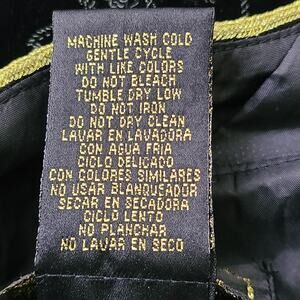 MACHINE WASH COLD
GENTLE CYCLE
WITH LIKE COLORS
DO NOT BLEACH
TUMBLE DRY LOW
DO NOT IRON
DO NOT DRY CLEAN
LAVAR EN LAVADORA
CON AGUA FRIA
CICLO DELICADO
CON COLORES SIMILARES
NO USAR BLANQUEADOR
SECAR EN SECADORA
CICLO LENTO
NO PLANCHAR
NO LAVAR EN SECO